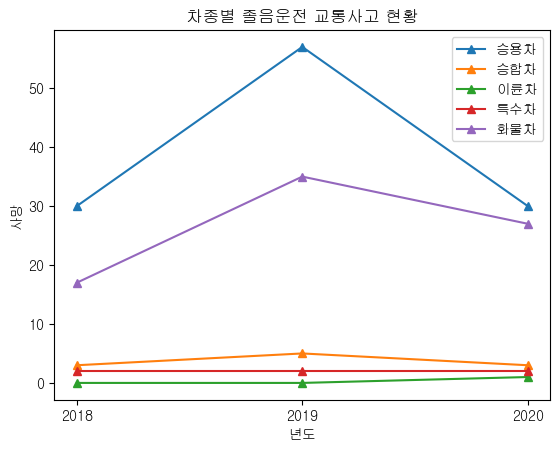 차종별 졸음운전 교통사고 현황
승용차
승합차
이륜차
특수차
화물차
사망
50
40
30
20
10
0
2018
2019
2020
년도